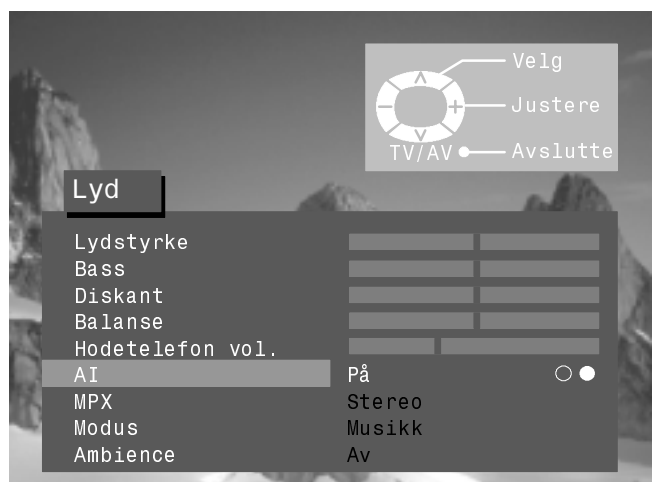 Velg
Justere
TV/AV Avslutte
Lyd
Lydstyrke
Bass
Diskant
Balanse
Hodetelefon vol.
AI På
MPX Stereo
Modus Musikk
Ambience Av